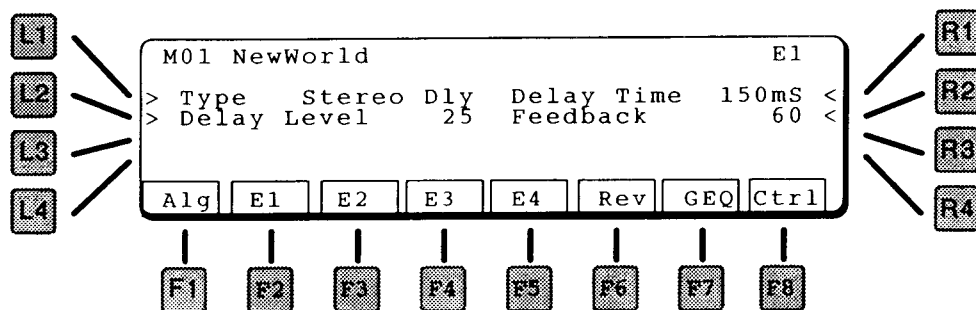 L1
L2
L3
L4
M01 NewWorld E1
> Type Stereo Dly Delay Time 150mS <
> Delay Level 25 Feedback 60 <
Alg E1 E2 E3 E4 Rev GEQ Ctrl
R1
R2
R3
R4
F1 F2 F3 F4 F5 F6 F7 F8